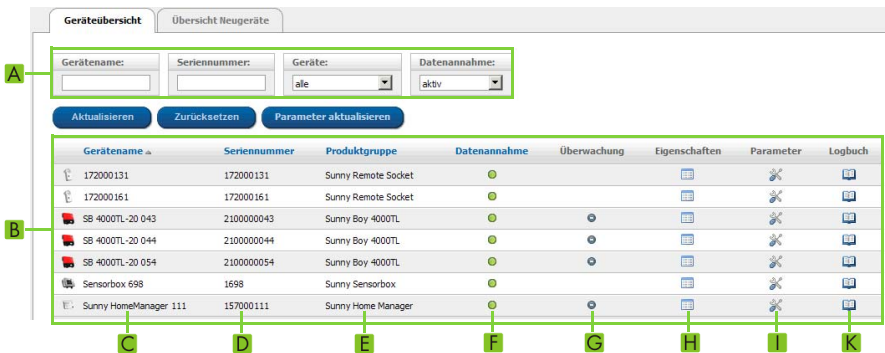 Geräteübersicht Übersicht Neugeräte
Gerätename: Seriennummer: Geräte: Datenannahme:
A
alle aktiv
Aktualisieren Zurücksetzen Parameter aktualisieren
Gerätename Seriennummer Produktgruppe Datenannahme Überwachung Eigenschaften Parameter Logbuch
172000131 172000131 Sunny Remote Socket
172000161 172000161 Sunny Remote Socket
B
SB 4000TL-20 043 2100000043 Sunny Boy 4000TL
SB 4000TL-20 044 2100000044 Sunny Boy 4000TL
SB 4000TL-20 054 2100000054 Sunny Boy 4000TL
Sensorbox 698 1698 Sunny Sensorbox
Sunny HomeManager 111 157000111 Sunny Home Manager
C D E F G H I K